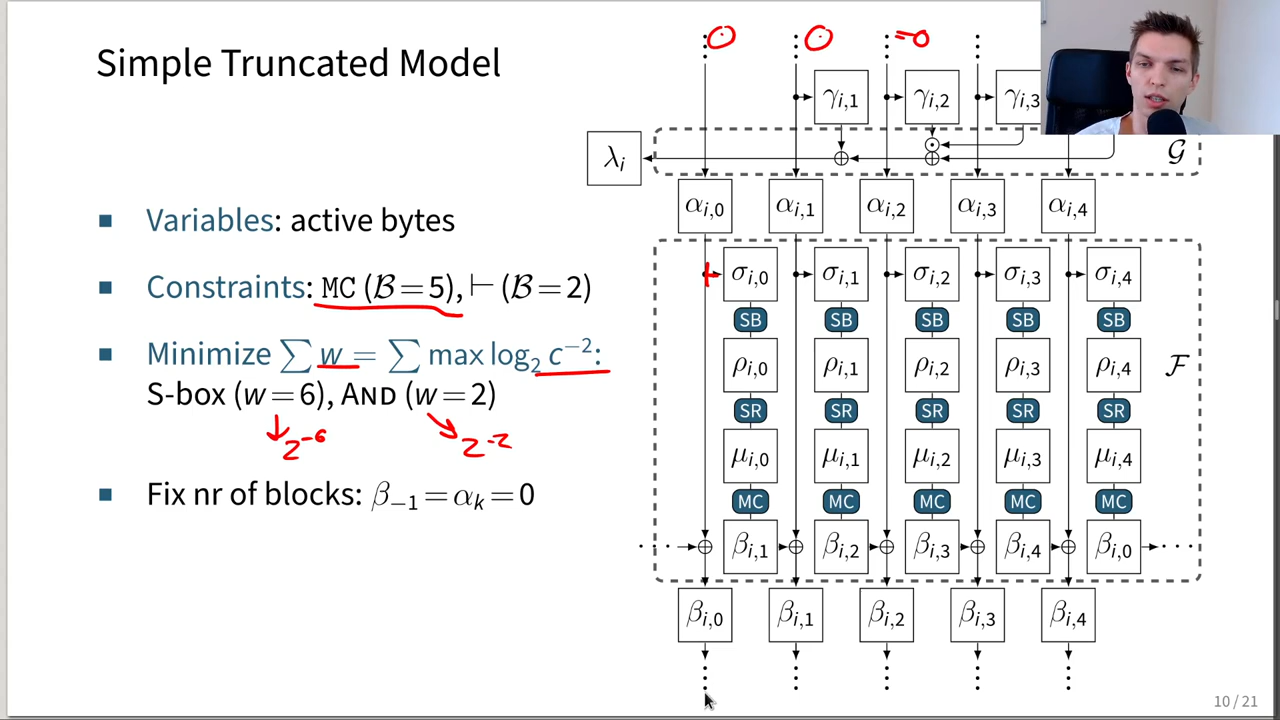 Simple Truncated Model
■ Variables: active bytes
■ Constraints: MC (ℬ=5), ⊢ (ℬ=2)
■ Minimize ∑ w = ∑ max log₂ c⁻²:
S-box (w=6), AND (w=2)
2⁻⁶ 2⁻²
■ Fix nr of blocks: β₋₁ = αₖ = 0
0 0 =0
γi,1 γi,2 γi,3
λi 𝒢
αi,0 αi,1 αi,2 αi,3 αi,4
σi,0 σi,1 σi,2 σi,3 σi,4
SB SB SB SB SB
ρi,0 ρi,1 ρi,2 ρi,3 ρi,4 ℱ
SR SR SR SR SR
μi,0 μi,1 μi,2 μi,3 μi,4
MC MC MC MC MC
βi,1 βi,2 βi,3 βi,4 βi,0
βi,0 βi,1 βi,2 βi,3 βi,4
10 / 21